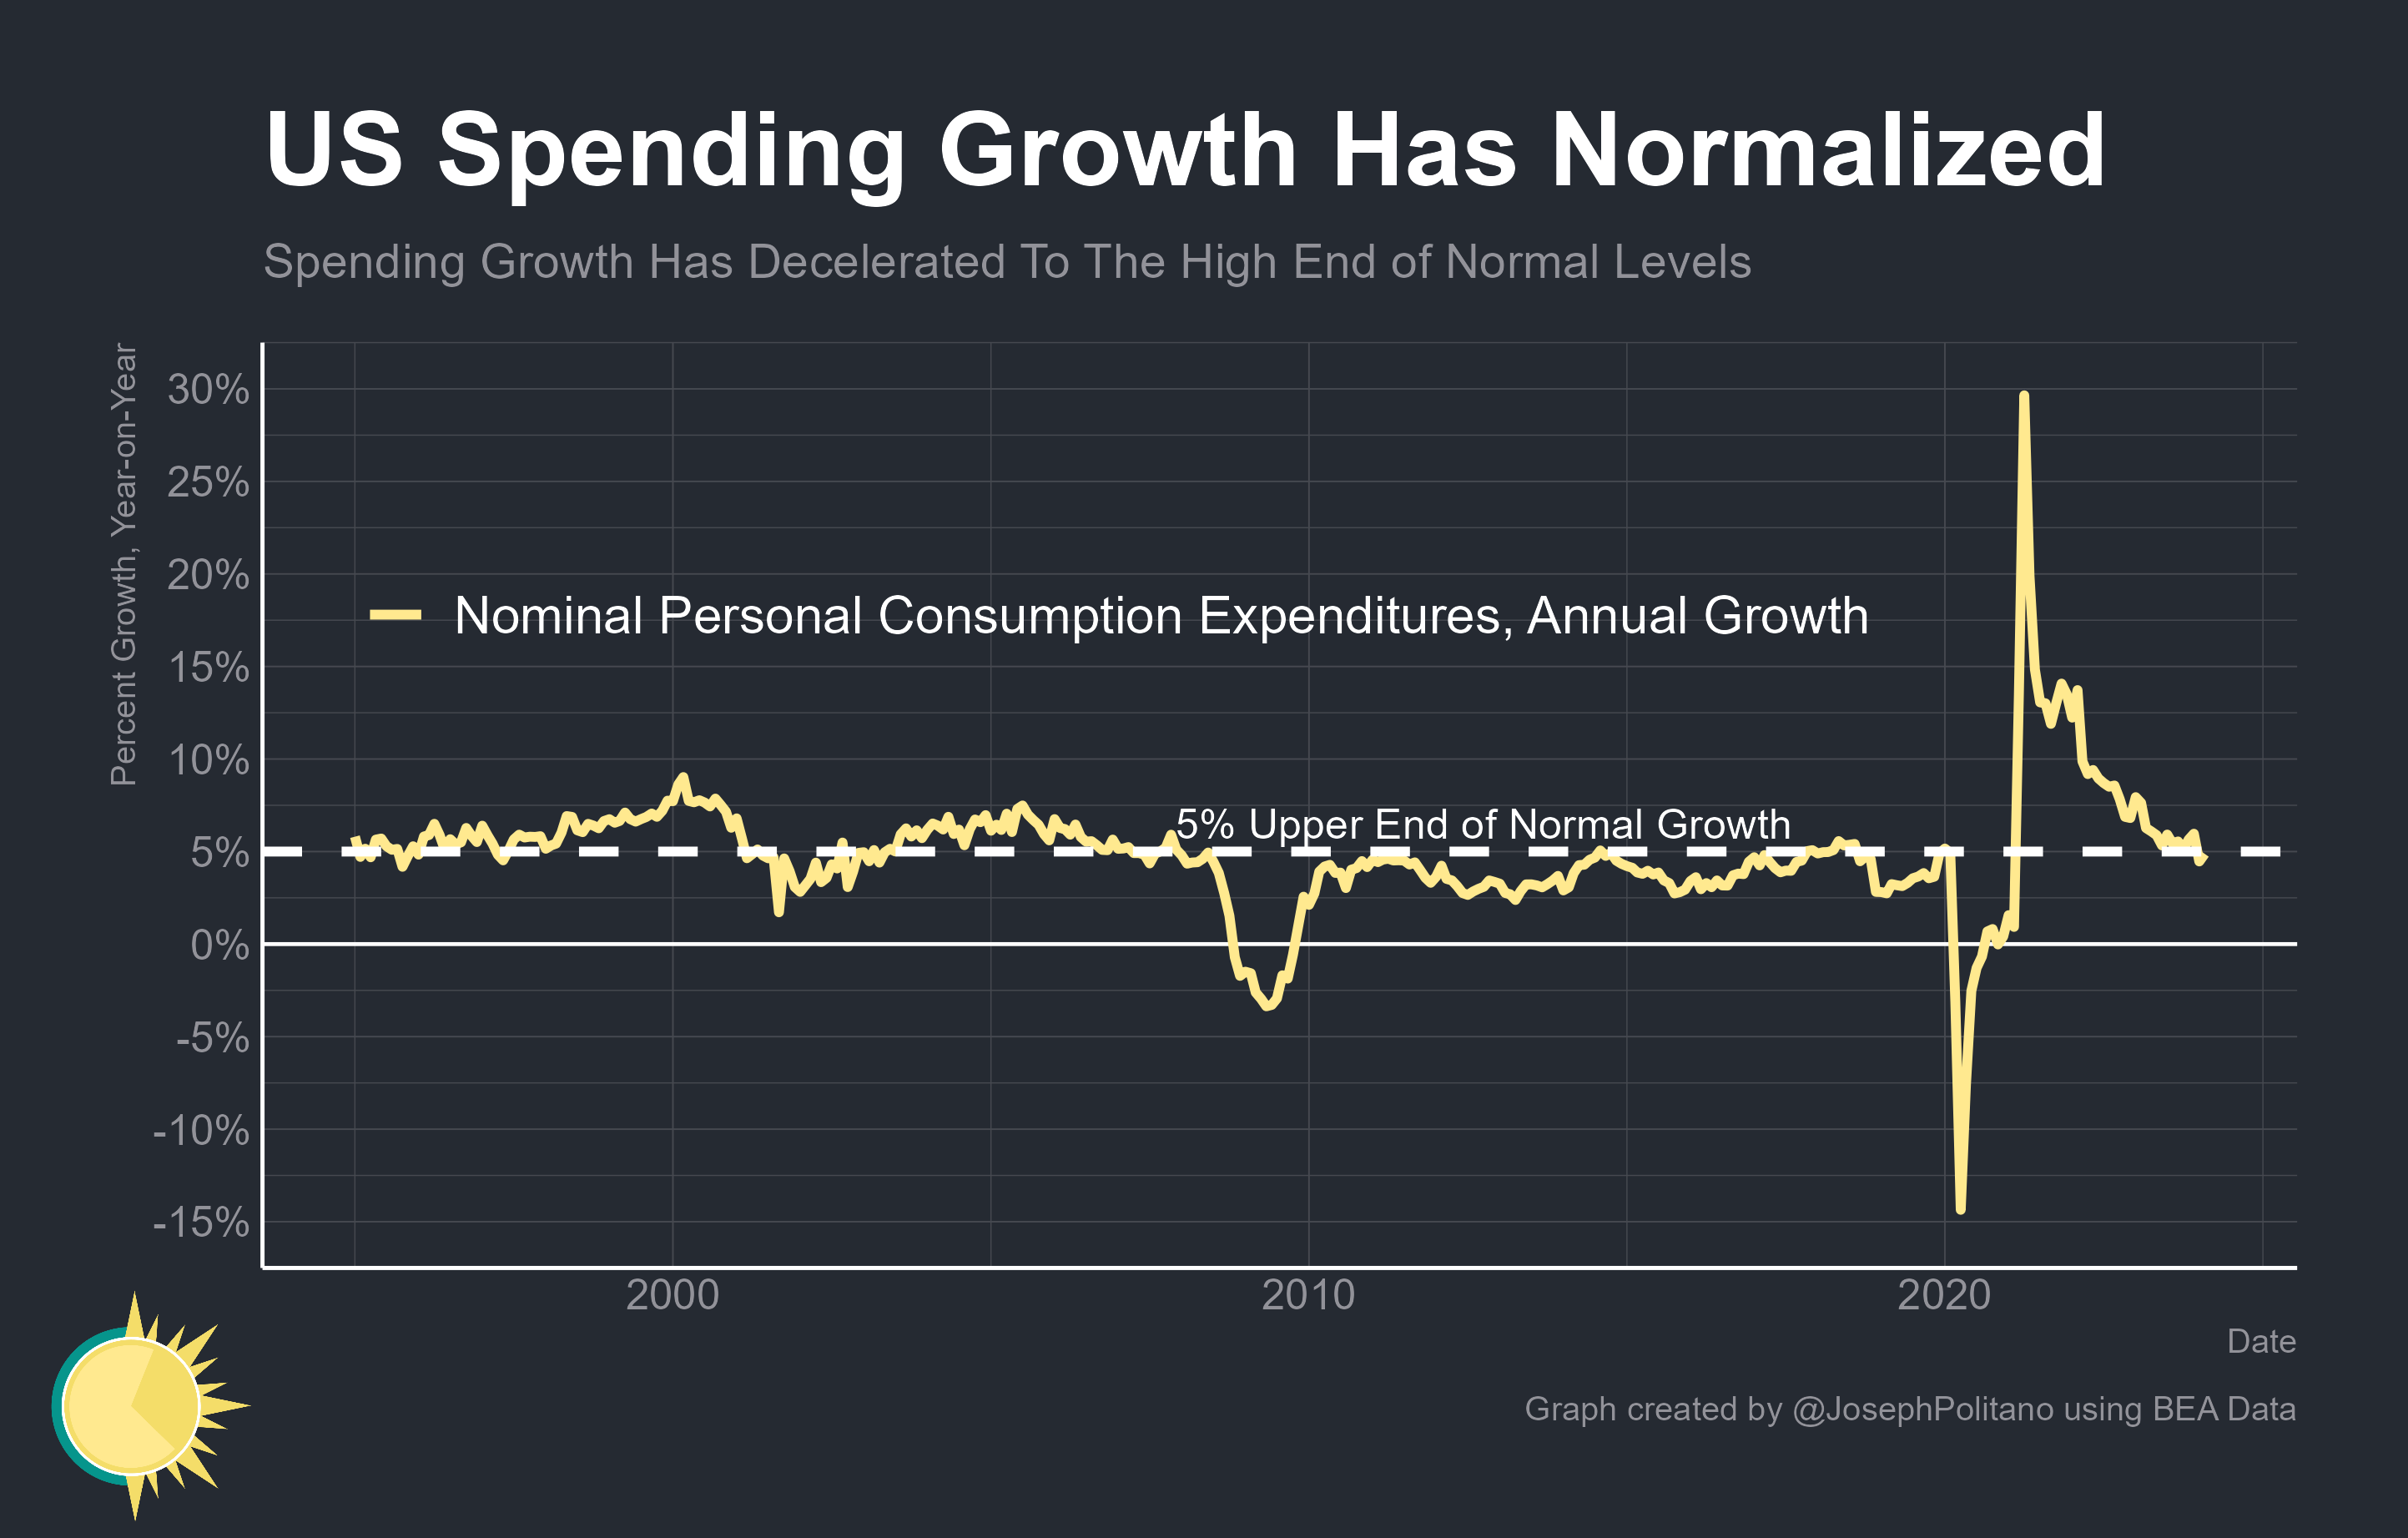 US Spending Growth Has Normalized
Spending Growth Has Decelerated To The High End of Normal Levels
Percent Growth, Year-on-Year
30%
25%
20%
Nominal Personal Consumption Expenditures, Annual Growth
15%
10%
5% Upper End of Normal Growth
5%
0%
-5%
-10%
-15%
2000 2010 2020
Date
Graph created by @JosephPolitano using BEA Data